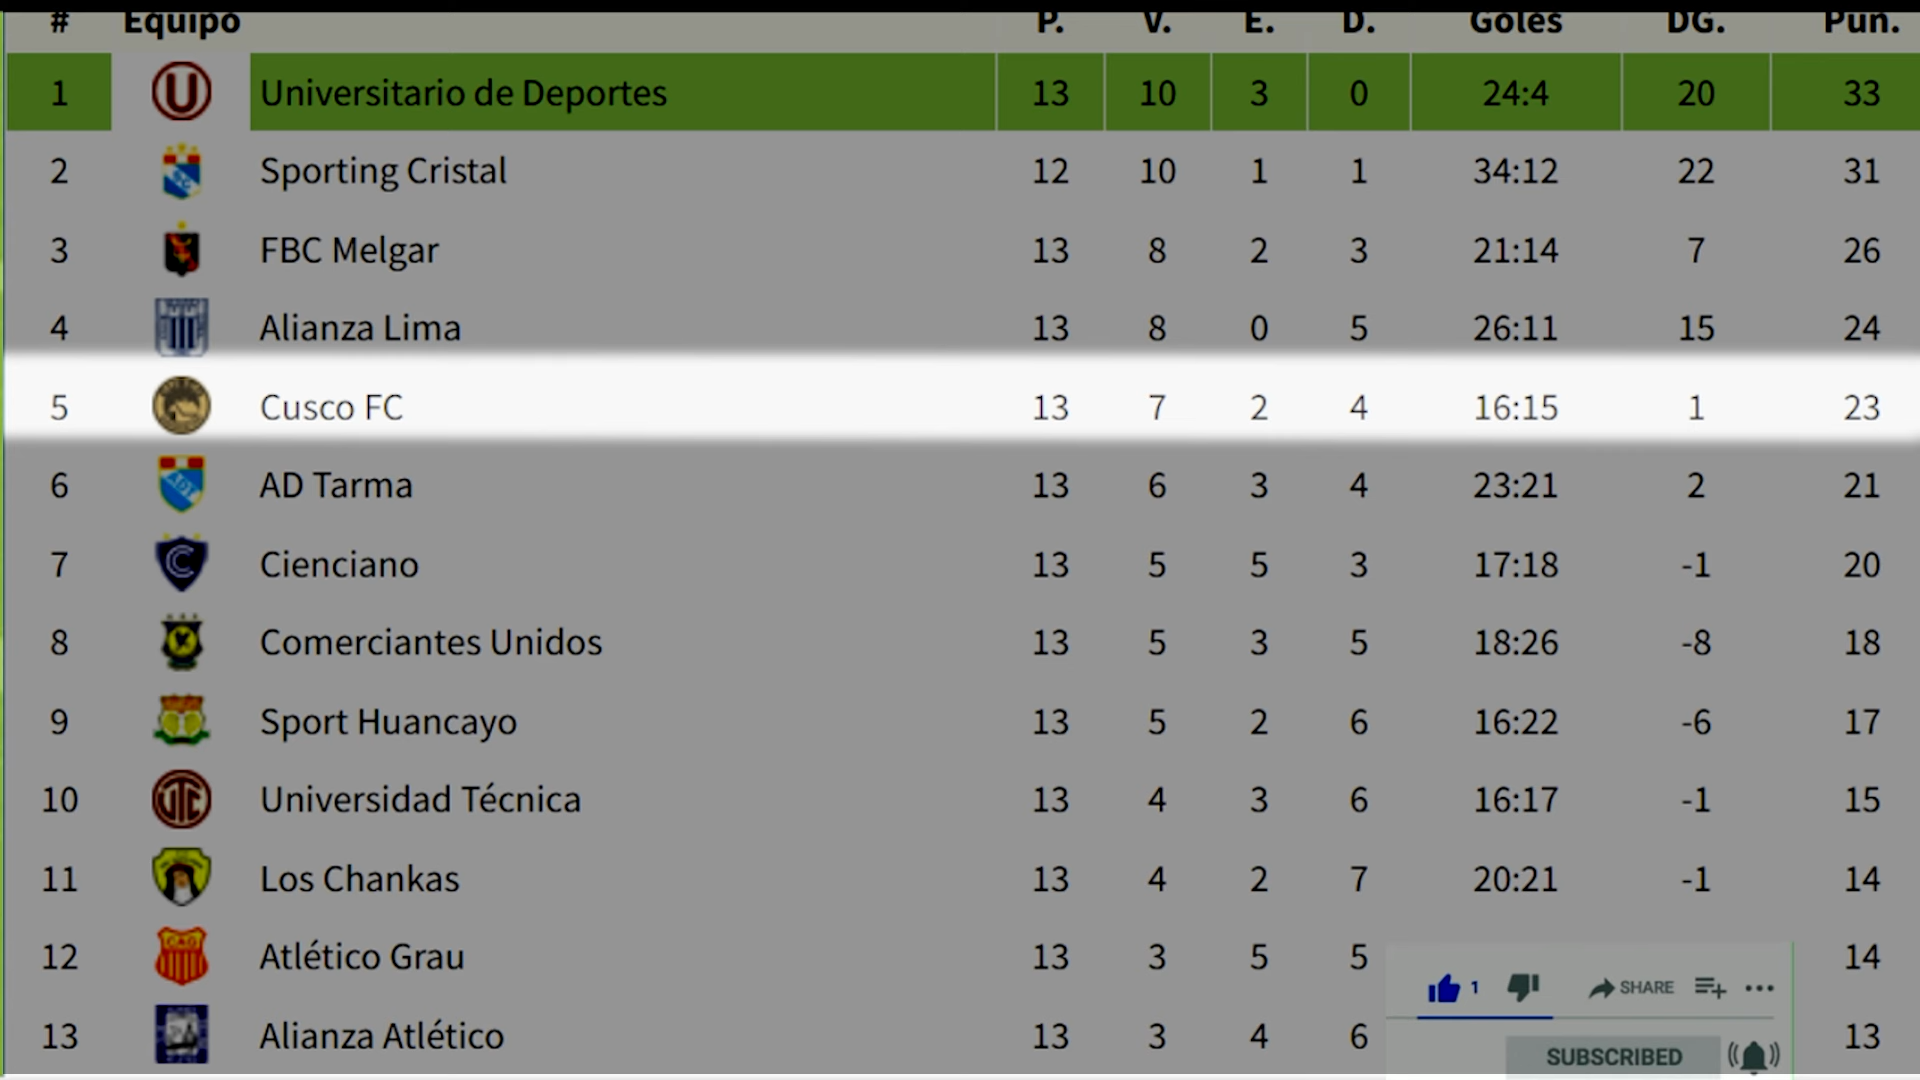 # Equipo P. V. E. D. Goles DG. Pun.
1 U Universitario de Deportes 13 10 3 0 24:4 20 33
2 Sporting Cristal 12 10 1 1 34:12 22 31
3 FBC Melgar 13 8 2 3 21:14 7 26
4 Alianza Lima 13 8 0 5 26:11 15 24
5 Cusco FC 13 7 2 4 16:15 1 23
6 ADT AD Tarma 13 6 3 4 23:21 2 21
7 C Cienciano 13 5 5 3 17:18 -1 20
8 Comerciantes Unidos 13 5 3 5 18:26 -8 18
9 Sport Huancayo 13 5 2 6 16:22 -6 17
10 UTC Universidad Técnica 13 4 3 6 16:17 -1 15
11 Los Chankas 13 4 2 7 20:21 -1 14
12 CAG Atlético Grau 13 3 5 5 14
13 Alianza Atlético 13 3 4 6 13
1 SHARE
SUBSCRIBED